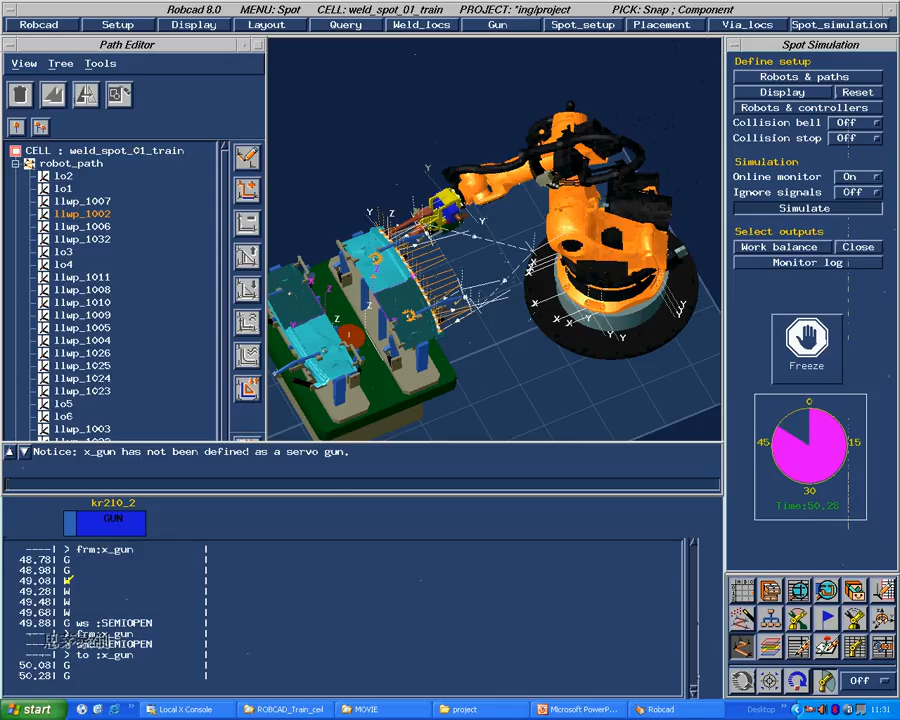 Robcad 8.0 MENU: Spot CELL: weld_spot_01_train PROJECT: "ing/project PICK: Snap ; Component
Robcad Setup Display Layout Query Weld_locs Gun Spot_setup Placement Via_locs Spot_simulation
Path Editor
View Tree Tools
CELL : weld_spot_01_train
robot_path
lo2
lo1
llwp_1007
llwp_1002
llwp_1006
llwp_1032
lo3
lo4
llwp_1011
llwp_1008
llwp_1010
llwp_1009
llwp_1005
llwp_1004
llwp_1026
llwp_1025
llwp_1024
llwp_1023
lo5
lo6
llwp_1003
Y
Y Z
Y
Z
X
Z
Z
Z
Y
X
X
X
X X
Y Y
Y
Y
Spot Simulation
Define setup
Robots & paths
Display Reset
Robots & controllers
Collision bell Off
Collision stop Off
Simulation
Online monitor On
Ignore signals Off
Simulate
Select outputs
Work balance Close
Monitor log
Freeze
0
45 15
30
Time:50.28
Notice: x_gun has not been defined as a servo gun.
kr210_2
GUN
----| > frm:x_gun |
48.78| G |
48.98| G |
49.08| W |
49.28| W |
49.48| W |
49.68| W |
49.88| G ws :SEMIOPEN |
----| > frm:x_gun |
:SEMIOPEN |
----| > to :x_gun |
50.08| G |
50.28| G |
Off
start Local X Console ROBCAD_Train_cel MOVIE project Microsoft PowerP... Robcad Desktop 11:31